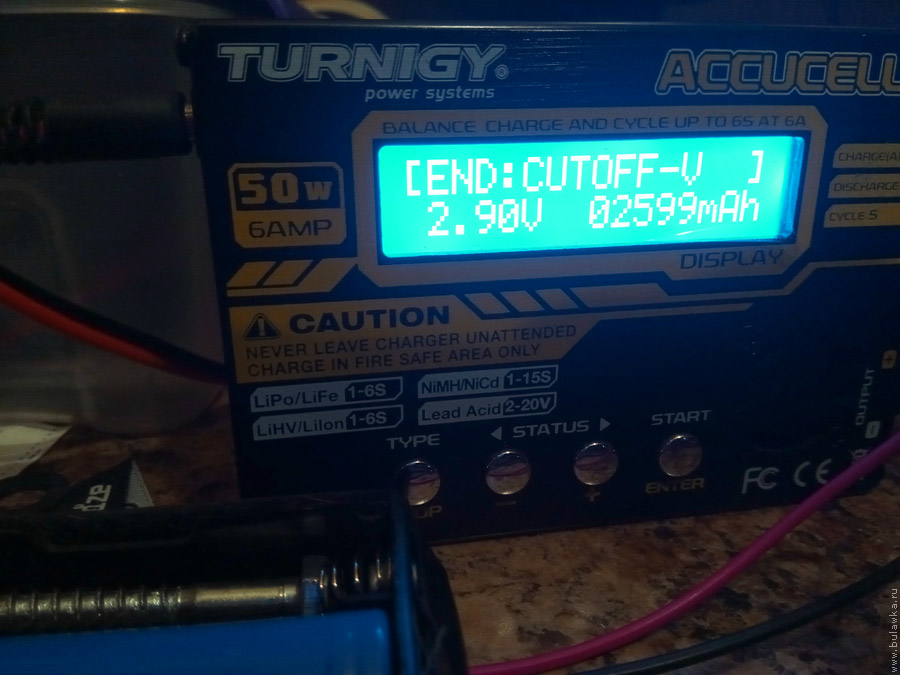 TURNIGY®
power systems
ACCUCELL
BALANCE CHARGE AND CYCLE UP TO 6S AT 6A
[END:CUTOFF-V ]
2.90V 02599mAh
DISPLAY
50W
6AMP
CHARGE(A)
DISCHARGE
CYCLE: 5
CAUTION
NEVER LEAVE CHARGER UNATTENDED
CHARGE IN FIRE SAFE AREA ONLY
LiPo/LiFe 1-6S
NiMH/NiCd 1-15S
LiHV/LiIon 1-6S
Lead Acid 2-20V
TYPE
◀ STATUS ▶
START
- +
ENTER
FC CE
OUTPUT
+
-
ize
www.bulawka.ru